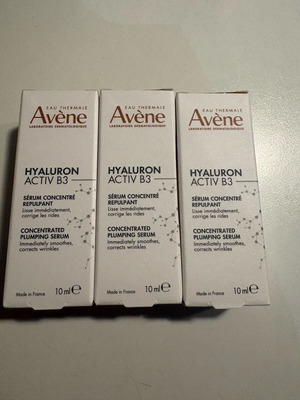 EAU THERMALE
Avène
LABORATOIRE DERMATOLOGIQUE
HYALURON
ACTIV B3
SÉRUM CONCENTRÉ
REPULPANT
Lisse immédiatement,
corrige les rides
CONCENTRATED
PLUMPING SERUM
Immediately smoothes,
corrects wrinkles
Made in France
10 ml e
EAU THERMALE
Avène
LABORATOIRE DERMATOLOGIQUE
HYALURON
ACTIV B3
SÉRUM CONCENTRÉ
REPULPANT
Lisse immédiatement,
corrige les rides
CONCENTRATED
PLUMPING SERUM
Immediately smoothes,
corrects wrinkles
Made in France
10 ml e
EAU THERMALE
Avène
LABORATOIRE DERMATOLOGIQUE
HYALURON
ACTIV B3
SÉRUM CONCENTRÉ
REPULPANT
Lisse immédiatement,
corrige les rides
CONCENTRATED
PLUMPING SERUM
Immediately smoothes,
corrects wrinkles
Made in France
10 ml e